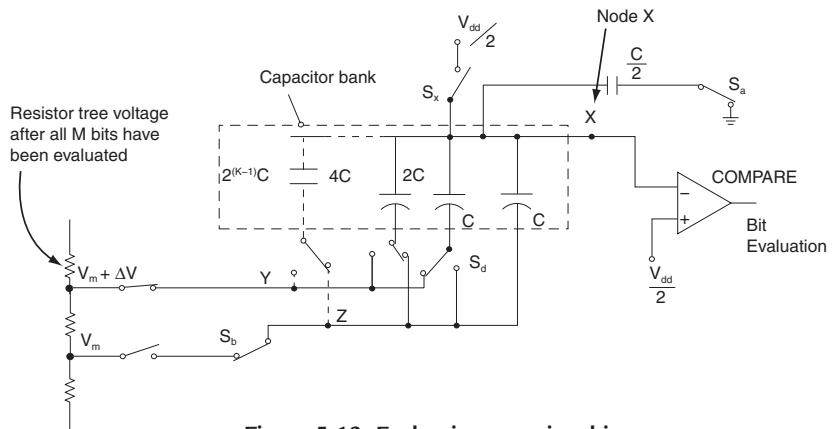 Node X
V_dd/2
C/2
Capacitor bank
S_x
S_a
Resistor tree voltage
after all M bits have
been evaluated
X
2^(K–1)C
4C
2C
C
C
COMPARE
–
+
Bit
Evaluation
V_dd/2
V_m + ΔV
Y
S_d
Z
V_m
S_b